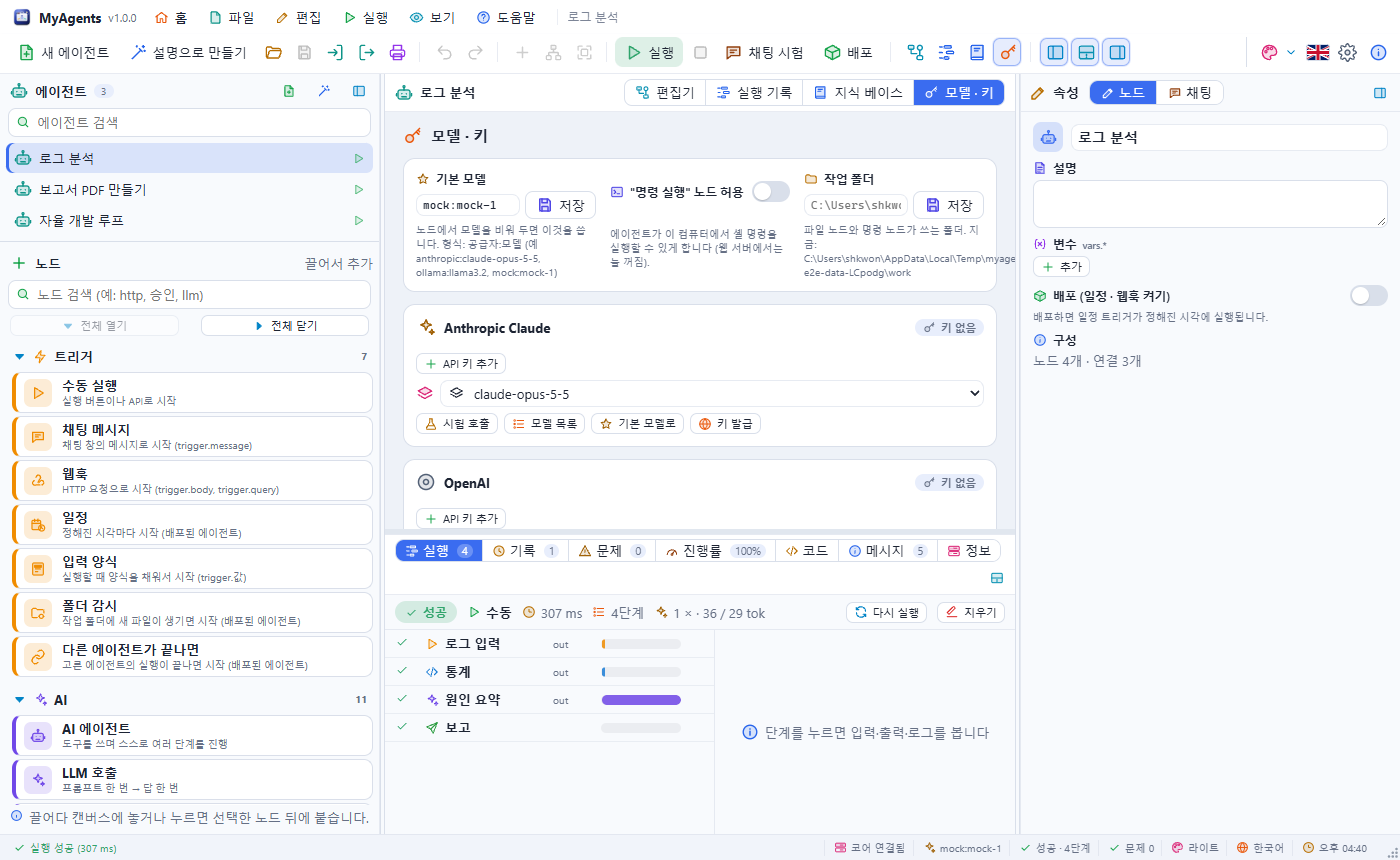 MyAgents v1.0.0 홈 파일 편집 실행 보기 도움말 로그 분석
새 에이전트 설명으로 만들기 실행 채팅 시험 배포
에이전트 3
에이전트 검색
로그 분석
보고서 PDF 만들기
자율 개발 루프
노드 끌어서 추가
노드 검색 (예: http, 승인, llm)
전체 열기 전체 닫기
트리거 7
수동 실행
실행 버튼이나 API로 시작
채팅 메시지
채팅 창의 메시지로 시작 (trigger.message)
웹훅
HTTP 요청으로 시작 (trigger.body, trigger.query)
일정
정해진 시각마다 시작 (배포된 에이전트)
입력 양식
실행할 때 양식을 채워서 시작 (trigger.값)
폴더 감시
작업 폴더에 새 파일이 생기면 시작 (배포된 에이전트)
다른 에이전트가 끝나면
고른 에이전트의 실행이 끝나면 시작 (배포된 에이전트)
AI 11
AI 에이전트
도구를 쓰며 스스로 여러 단계를 진행
LLM 호출
프롬프트 한 번 → 답 한 번
끌어다 캔버스에 놓거나 누르면 선택한 노드 뒤에 붙습니다.
로그 분석 편집기 실행 기록 지식 베이스 모델 · 키
모델 · 키
기본 모델
mock:mock-1 저장
노드에서 모델을 비워 두면 이것을 씁
니다. 형식: 공급자:모델 (예
anthropic:claude-opus-5-5,
ollama:llama3.2, mock:mock-1)
"명령 실행" 노드 허용
에이전트가 이 컴퓨터에서 셸 명령을
실행할 수 있게 합니다 (웹 서버에서는
늘 꺼짐).
작업 폴더
C:\Users\shkw 저장
파일 노드와 명령 노드가 쓰는 폴더. 지
금:
C:\Users\shkwon\AppData\Local\Temp\myage
e2e-data-LCpodg\work
Anthropic Claude 키 없음
API 키 추가
claude-opus-5-5
시험 호출 모델 목록 기본 모델로 키 발급
OpenAI 키 없음
API 키 추가
실행 4 기록 1 문제 0 진행률 100% 코드 메시지 5 정보
성공 수동 307 ms 4단계 1 × · 36 / 29 tok 다시 실행 지우기
로그 입력 out
통계 out
원인 요약 out
보고
단계를 누르면 입력·출력·로그를 봅니다
속성 노드 채팅
로그 분석
설명
변수 vars.*
추가
배포 (일정 · 웹훅 켜기)
배포하면 일정 트리거가 정해진 시각에 실행됩니다.
구성
노드 4개 · 연결 3개
실행 성공 (307 ms) 코어 연결됨 mock:mock-1 성공 · 4단계 문제 0 라이트 한국어 오후 04:40